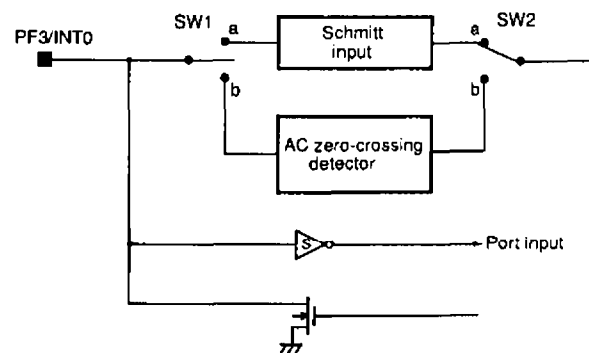 PF3/INT0
SW1
a
b
Schmitt
input
a
b
SW2
AC zero-crossing
detector
S
Port input